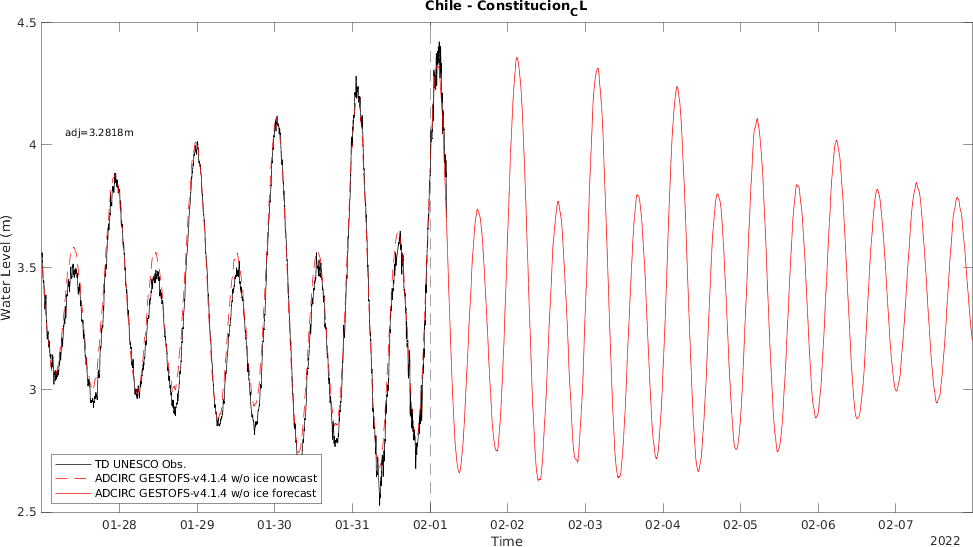 Chile - Constitucion_CL
4.5
4
3.5
3
2.5
Water Level (m)
adj=3.2818m
TD UNESCO Obs.
ADCIRC GESTOFS-v4.1.4 w/o ice nowcast
ADCIRC GESTOFS-v4.1.4 w/o ice forecast
01-28 01-29 01-30 01-31 02-01 02-02 02-03 02-04 02-05 02-06 02-07
Time
2022